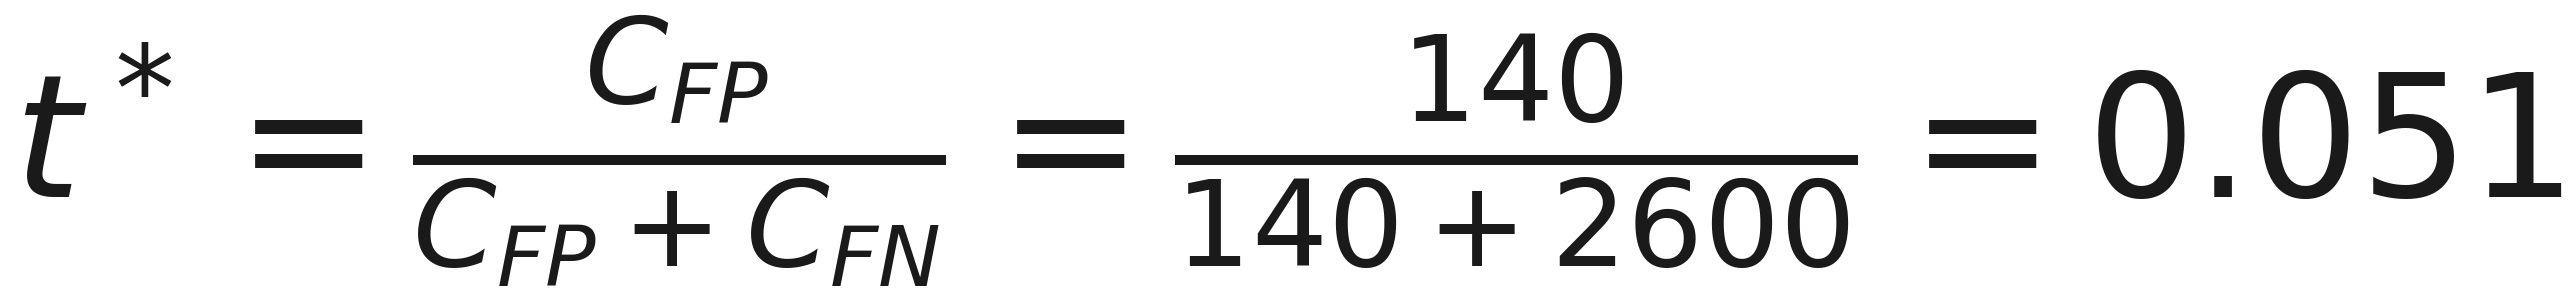 t* = C_FP / (C_FP + C_FN) = 140 / (140 + 2600) = 0.051